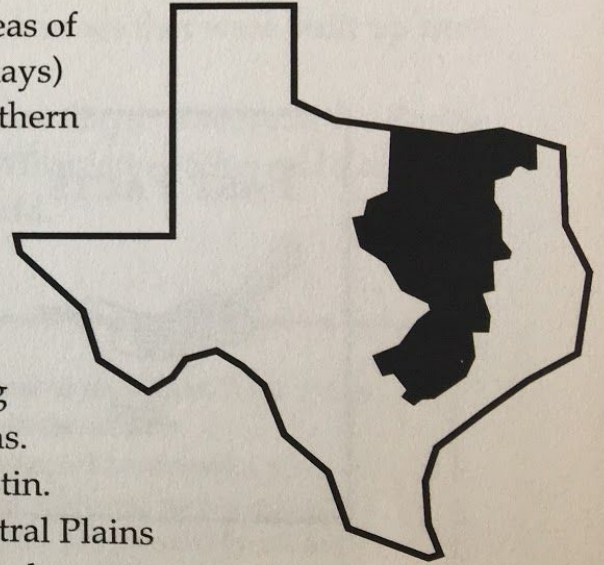 eas of
ays)
thern
g
as.
tin.
tral Plains